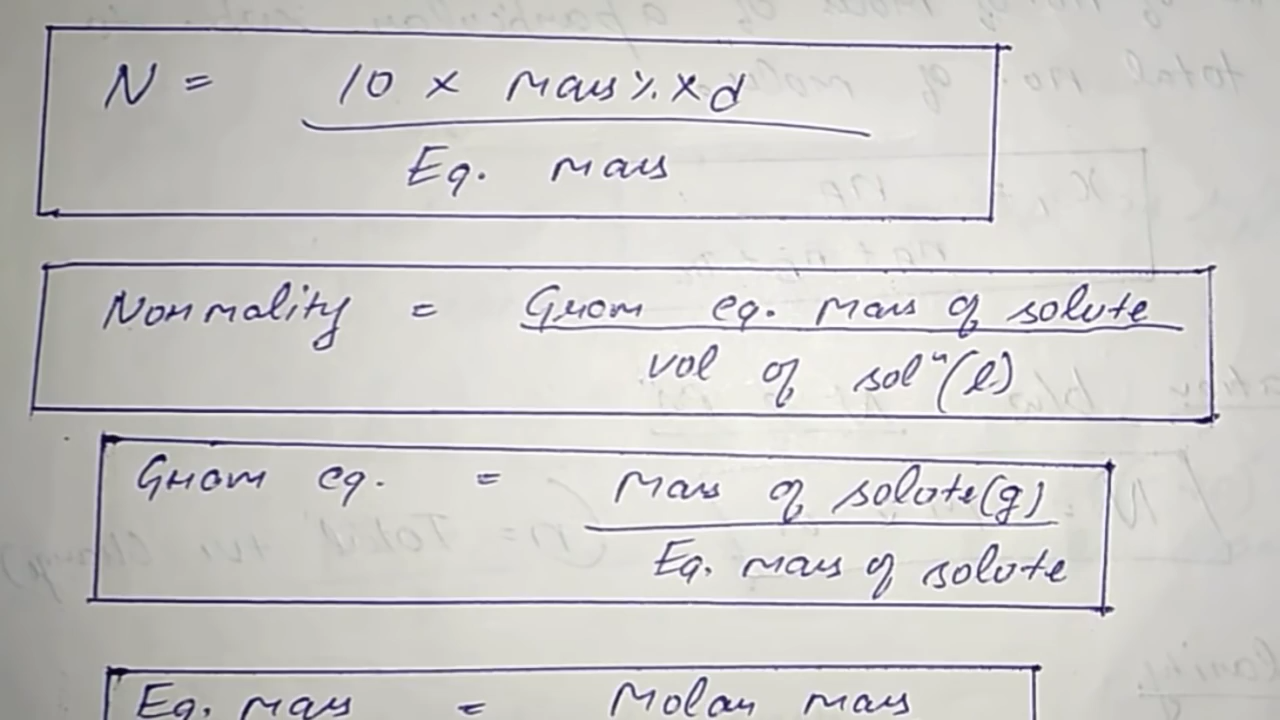 N = 10 x mass % x d
Eq. mass
Normality = Gram eq. mass of solute
vol of solⁿ (l)
Gram eq. = mass of solute (g)
Eq. mass of solute
Eq. mass = Molar mass